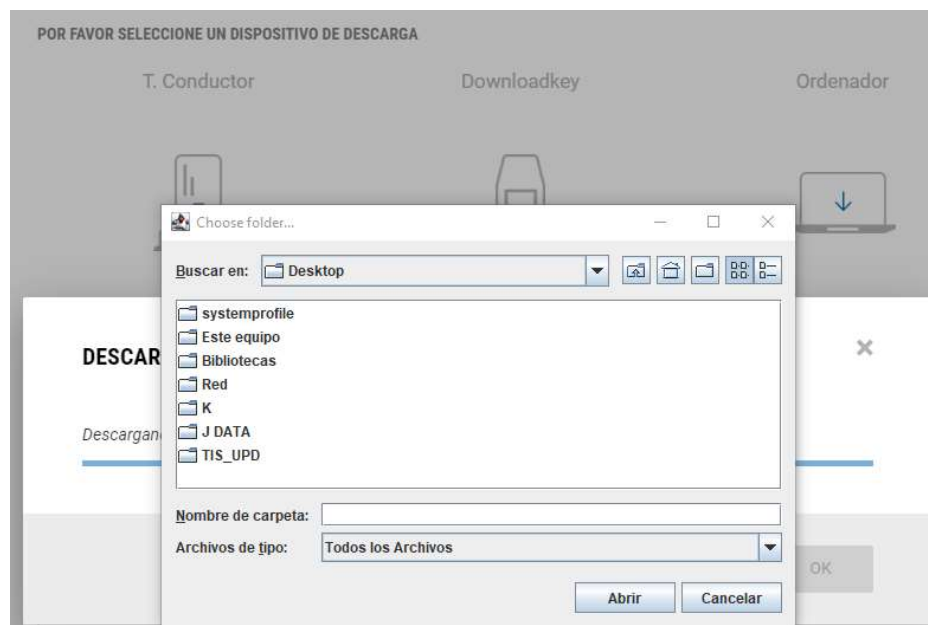 POR FAVOR SELECCIONE UN DISPOSITIVO DE DESCARGA
T. Conductor
Downloadkey
Ordenador
Choose folder...
Buscar en:
Desktop
systemprofile
Este equipo
Bibliotecas
Red
K
J DATA
TIS_UPD
DESCAR
Descargan
Nombre de carpeta:
Archivos de tipo:
Todos los Archivos
OK
Abrir
Cancelar